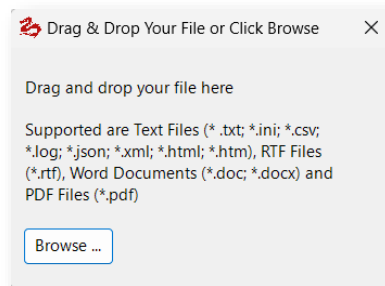 Drag & Drop Your File or Click Browse
Drag and drop your file here
Supported are Text Files (* .txt; *.ini; *.csv;
*.log; *.json; *.xml; *.html; *.htm), RTF Files
(*.rtf), Word Documents (*.doc; *.docx) and
PDF Files (*.pdf)
Browse ...